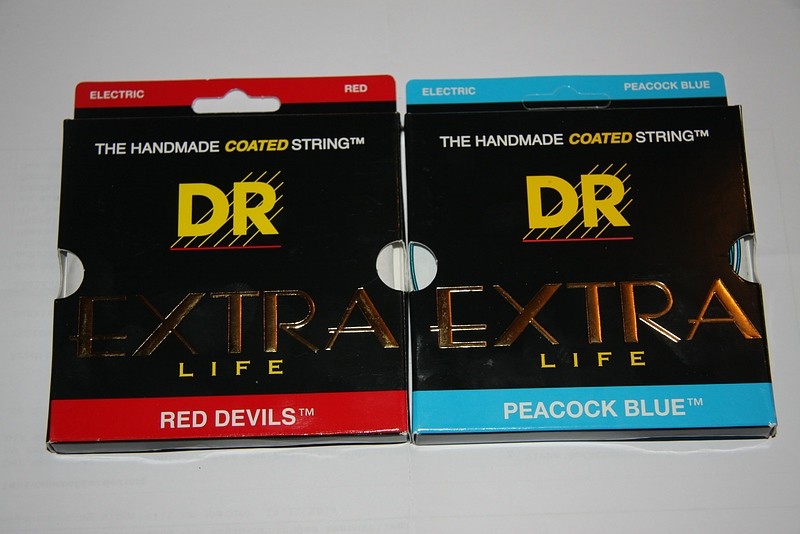 ELECTRIC RED
THE HANDMADE COATED STRING™
DR
EXTRA
LIFE
RED DEVILS™
ELECTRIC PEACOCK BLUE
THE HANDMADE COATED STRING™
DR
EXTRA
LIFE
PEACOCK BLUE™